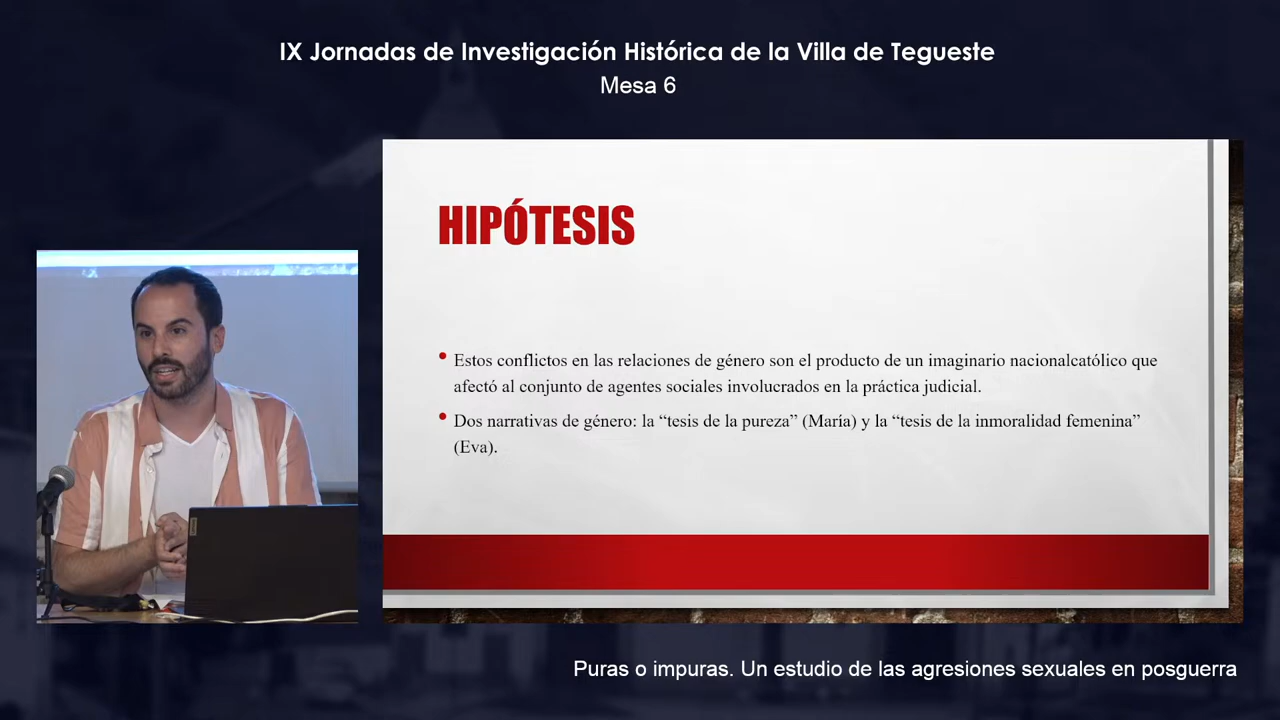 IX Jornadas de Investigación Histórica de la Villa de Tegueste
Mesa 6
HIPÓTESIS
• Estos conflictos en las relaciones de género son el producto de un imaginario nacionalcatólico que
afectó al conjunto de agentes sociales involucrados en la práctica judicial.
• Dos narrativas de género: la “tesis de la pureza” (María) y la “tesis de la inmoralidad femenina”
(Eva).
Puras o impuras. Un estudio de las agresiones sexuales en posguerra